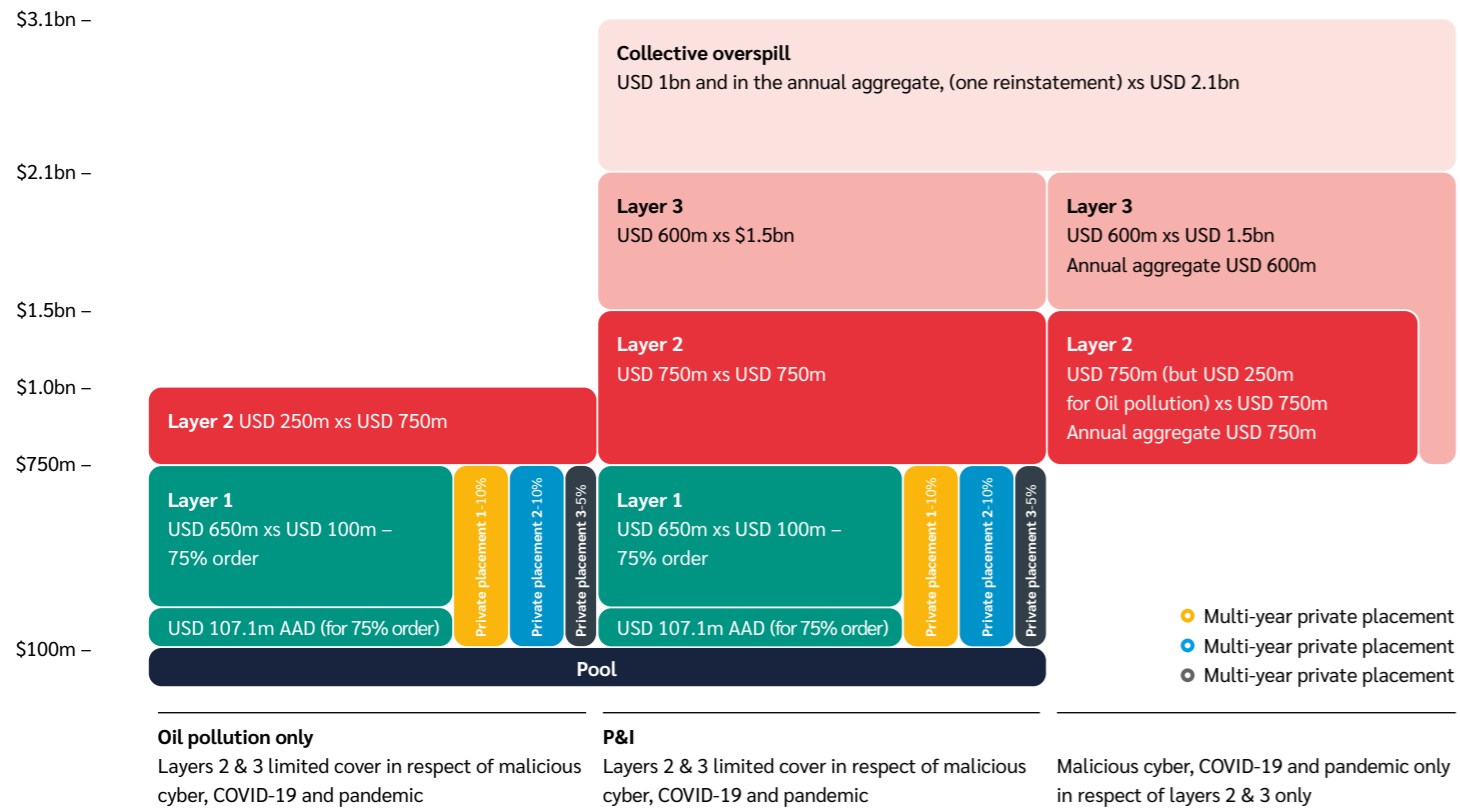 $3.1bn –
Collective overspill
USD 1bn and in the annual aggregate, (one reinstatement) xs USD 2.1bn
$2.1bn –
Layer 3
USD 600m xs $1.5bn
Layer 3
USD 600m xs USD 1.5bn
Annual aggregate USD 600m
$1.5bn –
Layer 2
USD 750m xs USD 750m
Layer 2
USD 750m (but USD 250m
for Oil pollution) xs USD 750m
Annual aggregate USD 750m
$1.0bn –
Layer 2 USD 250m xs USD 750m
$750m –
Layer 1
USD 650m xs USD 100m –
75% order
USD 107.1m AAD (for 75% order)
Private placement 1-10%
Private placement 2-10%
Private placement 3-5%
Layer 1
USD 650m xs USD 100m –
75% order
USD 107.1m AAD (for 75% order)
Private placement 1-10%
Private placement 2-10%
Private placement 3-5%
Multi-year private placement
Multi-year private placement
Multi-year private placement
$100m –
Pool
Oil pollution only
Layers 2 & 3 limited cover in respect of malicious
cyber, COVID-19 and pandemic
P&I
Layers 2 & 3 limited cover in respect of malicious
cyber, COVID-19 and pandemic
Malicious cyber, COVID-19 and pandemic only
in respect of layers 2 & 3 only